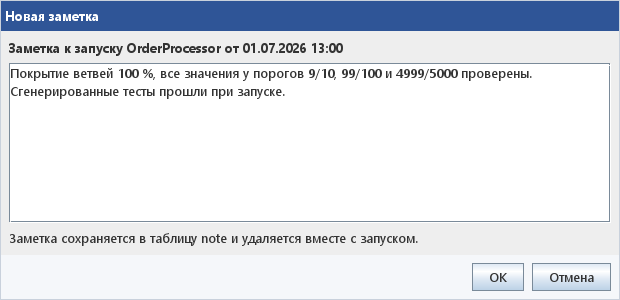 Новая заметка
Заметка к запуску OrderProcessor от 01.07.2026 13:00
Покрытие ветвей 100 %, все значения у порогов 9/10, 99/100 и 4999/5000 проверены.
Сгенерированные тесты прошли при запуске.
Заметка сохраняется в таблицу note и удаляется вместе с запуском.
ОК
Отмена